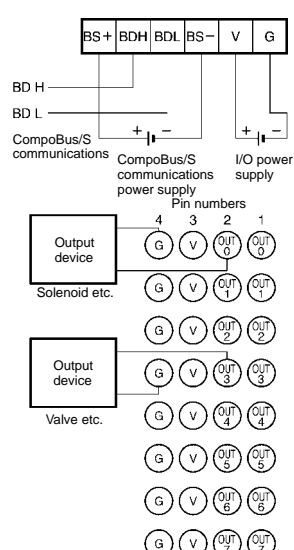 BS+ BDH BDL BS− V G
BD H
BD L
+ − + −
CompoBus/S
communications
CompoBus/S
communications
power supply
I/O power
supply
Pin numbers
4 3 2 1
Output
device
G V OUT 0 OUT 0
Solenoid etc.
G V OUT 1 OUT 1
G V OUT 2 OUT 2
Output
device
G V OUT 3 OUT 3
Valve etc.
G V OUT 4 OUT 4
G V OUT 5 OUT 5
G V OUT 6 OUT 6
G V OUT 7 OUT 7